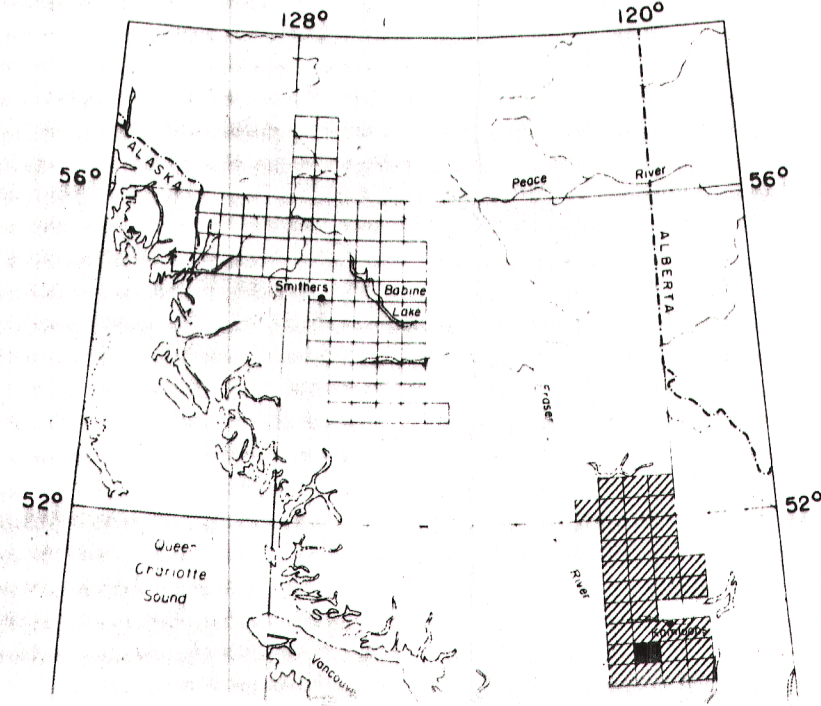 128°
120°
ALASKA
56°
Peace River
56°
ALBERTA
Smithers
Babine
Lake
Fraser
52°
52°
Queen
Charlotte
Sound
River
Kamloops
Vancouve